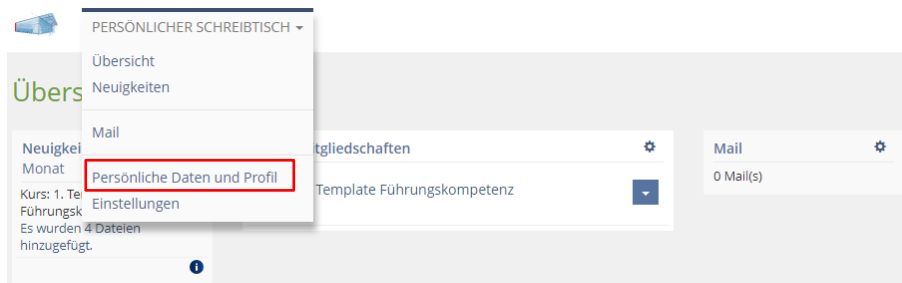 PERSÖNLICHER SCHREIBTISCH
Übersicht
Neuigkeiten
Mail
Persönliche Daten und Profil
Einstellungen
Übers
Neuigkei
Monat
Kurs: 1. Te
Führungsk
Es wurden 4 Dateien
hinzugefügt.
tgliedschaften
Template Führungskompetenz
Mail
0 Mail(s)